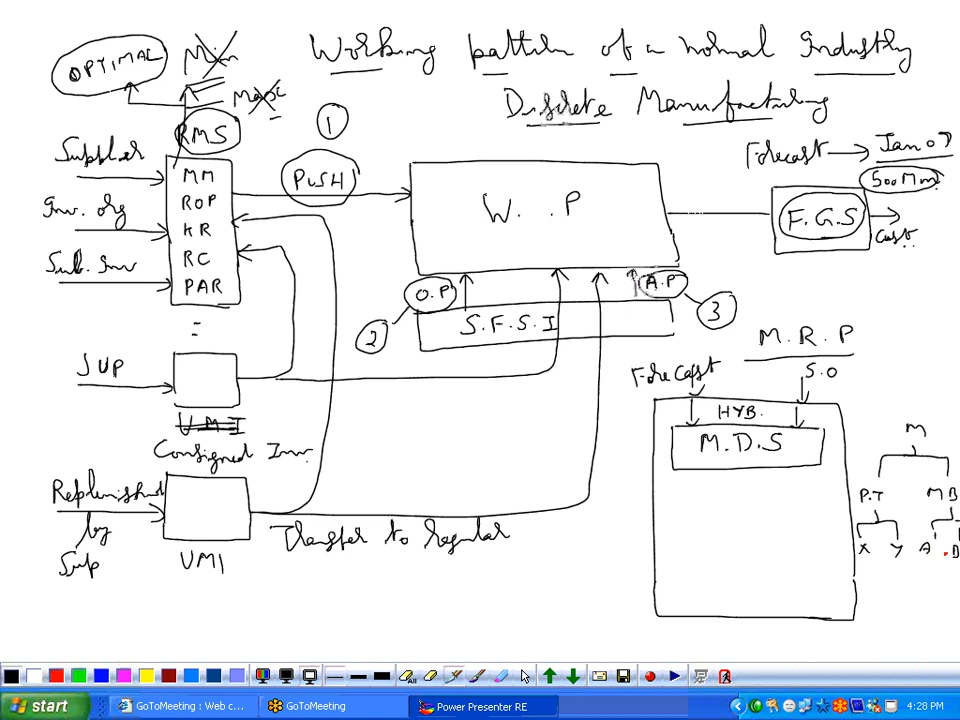 Working pattern of a normal Industry
Discrete Manufacturing
OPTIMAL
Min
Max
RMS
1
Supplier
Inv. org
Sub. Inv
MM
ROP
KR
RC
PAR
PUSH
W. . P
Forecast → Jan 07
500 Mm
F.G.S
Cust.
O.P
A.P
2
3
S.F.S.I
SUP
VMI
Consigned Inv.
M.R.P
Forecast
S.O
HYB.
M.D.S
M
P.T
MB
X
Y
A
B
Replenished
by
Sup
VMI
Transfer to Regular
start
GoToMeeting : Web c...
GoToMeeting
Power Presenter RE
4:28 PM